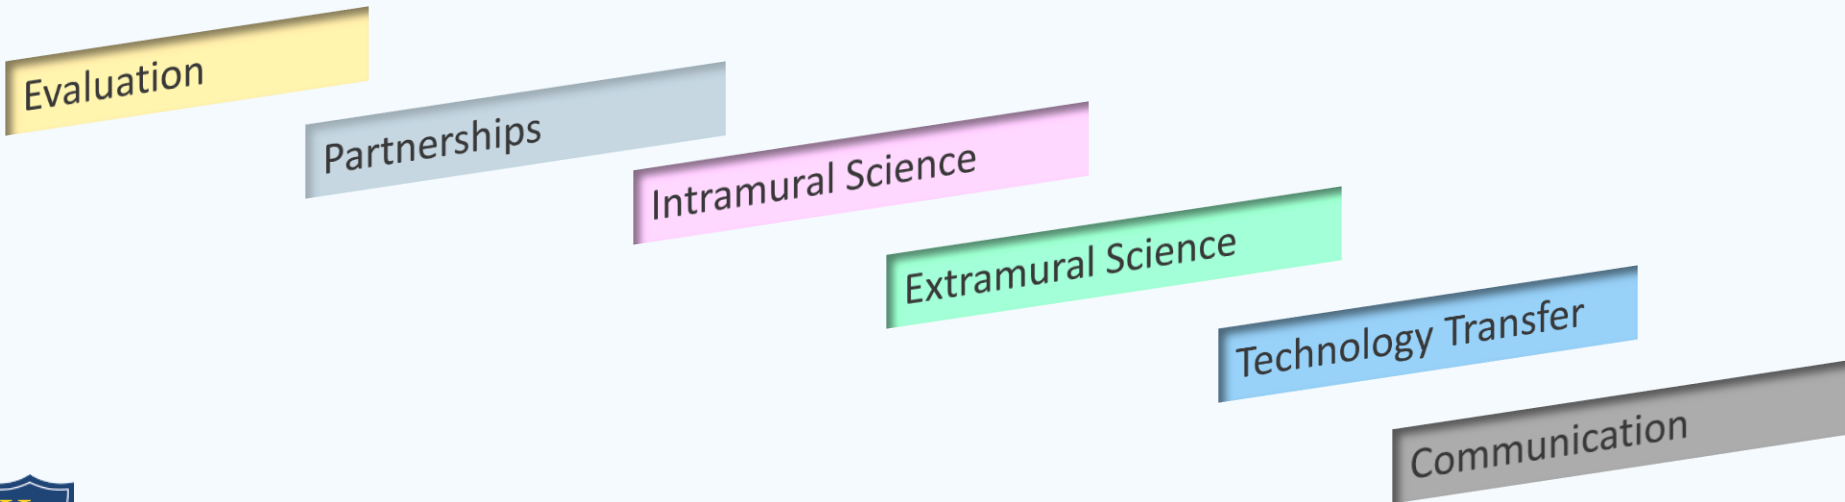 Evaluation
Partnerships
Intramural Science
Extramural Science
Technology Transfer
Communication